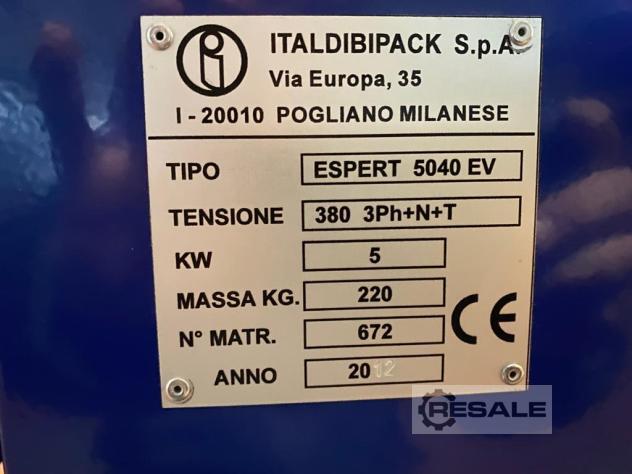 ITALDIBIPACK S.p.A.
Via Europa, 35
I - 20010 POGLIANO MILANESE
TIPO ESPERT 5040 EV
TENSIONE 380 3Ph+N+T
KW 5
MASSA KG. 220
N° MATR. 672
ANNO 2012
CE
RESALE